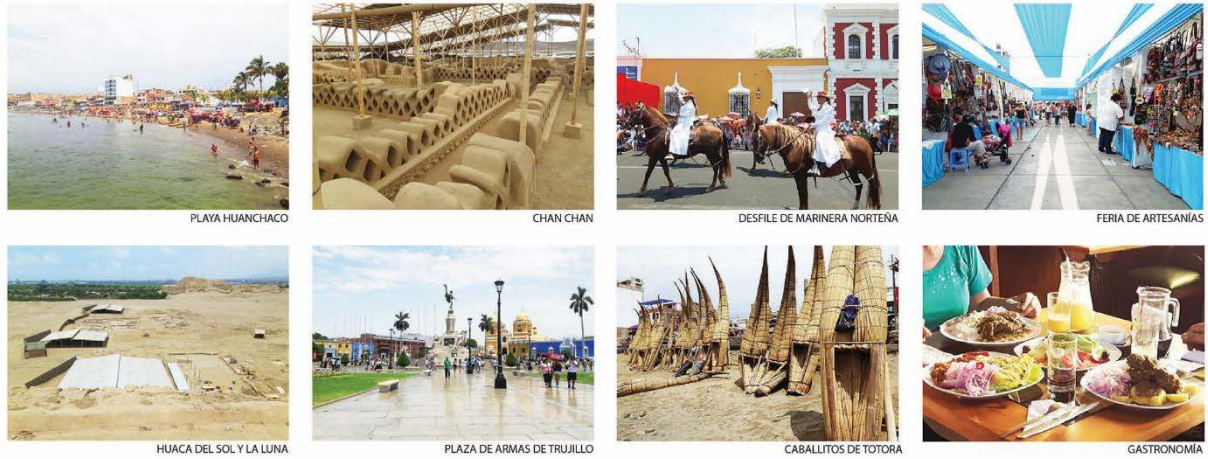 PLAYA HUANCHACO
CHAN CHAN
DESFILE DE MARINERA NORTEÑA
FERIA DE ARTESANÍAS
HUACA DEL SOL Y LA LUNA
PLAZA DE ARMAS DE TRUJILLO
CABALLITOS DE TOTORA
GASTRONOMÍA